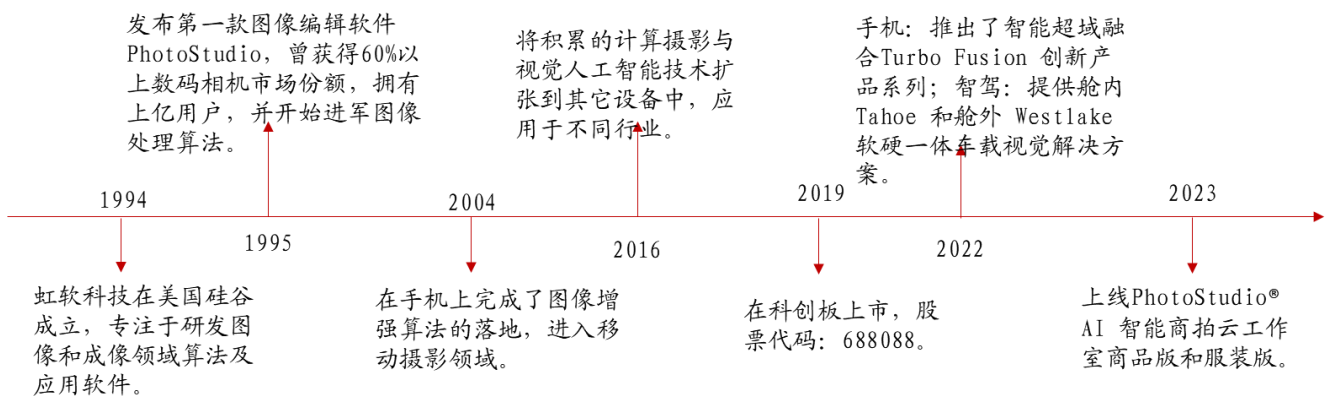 发布第一款图像编辑软件
PhotoStudio，曾获得60%以
上数码相机市场份额，拥有
上亿用户，并开始进军图像
处理算法。
将积累的计算摄影与
视觉人工智能技术扩
张到其它设备中，应
用于不同行业。
手机：推出了智能超域融
合Turbo Fusion 创新产
品系列；智驾：提供舱内
Tahoe 和舱外 Westlake
软硬一体车载视觉解决方
案。
1994
1995
2004
2016
2019
2022
2023
虹软科技在美国硅谷
成立，专注于研发图
像和成像领域算法及
应用软件。
在手机上完成了图像增
强算法的落地，进入移
动摄影领域。
在科创板上市，股
票代码：688088。
上线PhotoStudio®
AI 智能商拍云工作
室商品版和服装版。